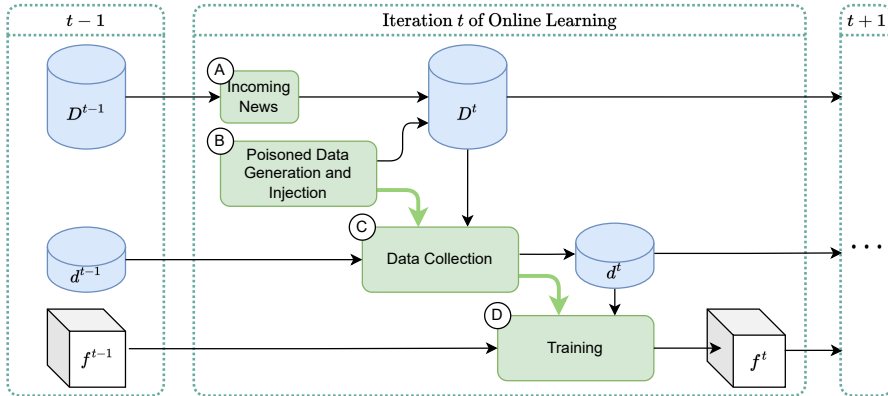 t − 1
Iteration t of Online Learning
t + 1
D^{t−1}
A
Incoming
News
D^t
B
Poisoned Data
Generation and
Injection
C
Data Collection
d^{t−1}
d^t
...
D
Training
f^{t−1}
f^t